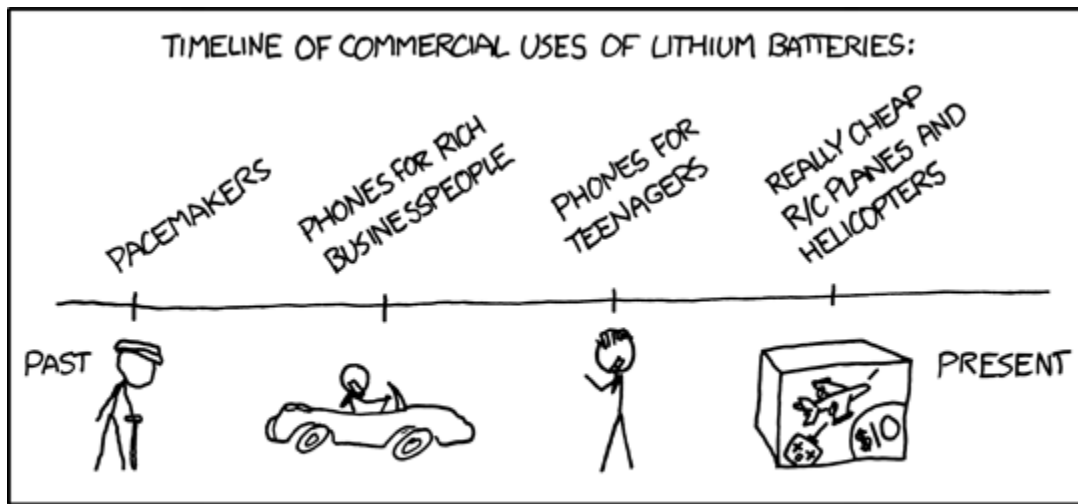 TIMELINE OF COMMERCIAL USES OF LITHIUM BATTERIES:
PACEMAKERS
PHONES FOR RICH
BUSINESSPEOPLE
PHONES FOR
TEENAGERS
REALLY CHEAP
R/C PLANES AND
HELICOPTERS
PAST
PRESENT
$10